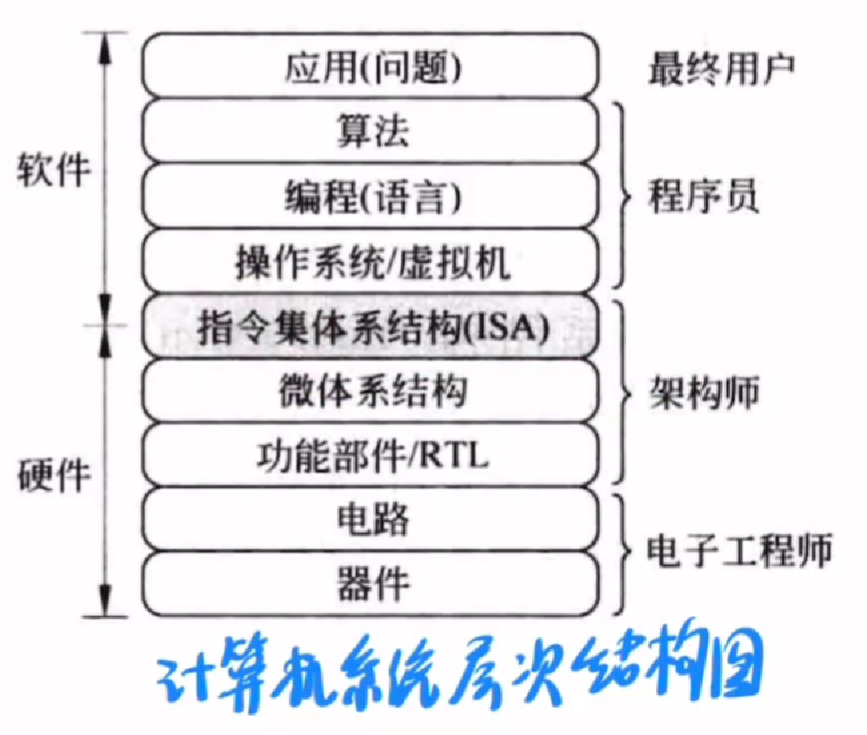 应用(问题)
最终用户
算法
软件
编程(语言)
程序员
操作系统/虚拟机
指令集体系结构(ISA)
微体系结构
架构师
功能部件/RTL
硬件
电路
电子工程师
器件
计算机系统层次结构图